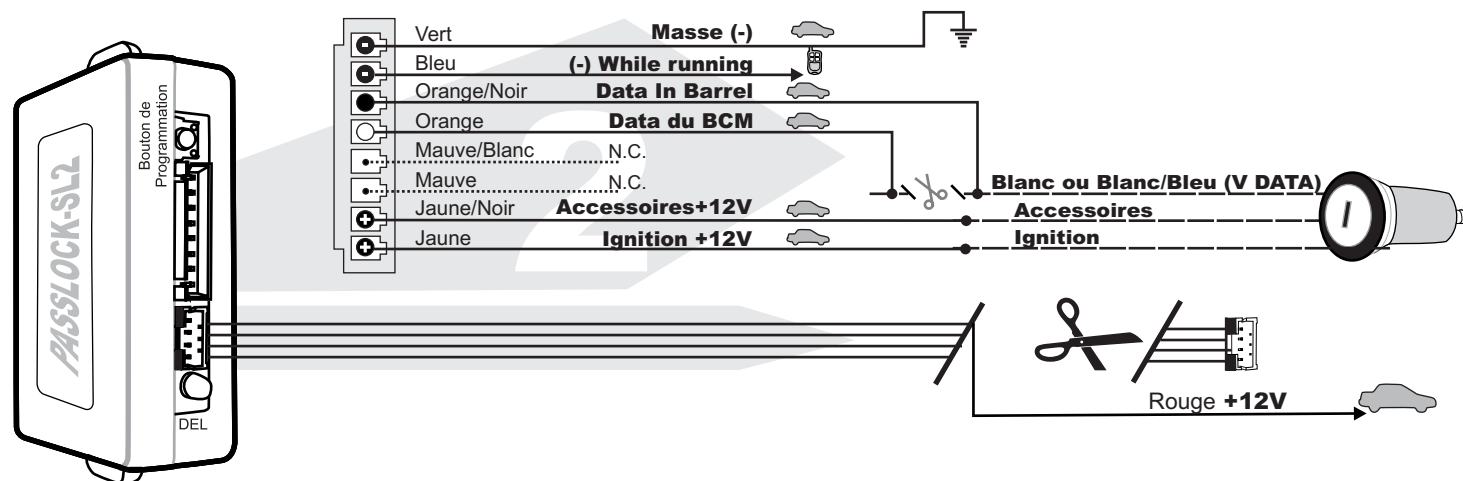 Vert Masse (-)
Bleu (-) While running
Orange/Noir Data In Barrel
Orange Data du BCM
Mauve/Blanc N.C.
Mauve N.C.
Jaune/Noir Accessoires+12V
Jaune Ignition +12V
2
Blanc ou Blanc/Bleu (V DATA)
Accessoires
Ignition
Bouton de
Programmation
PASSLOCK-SL2
DEL
Rouge +12V